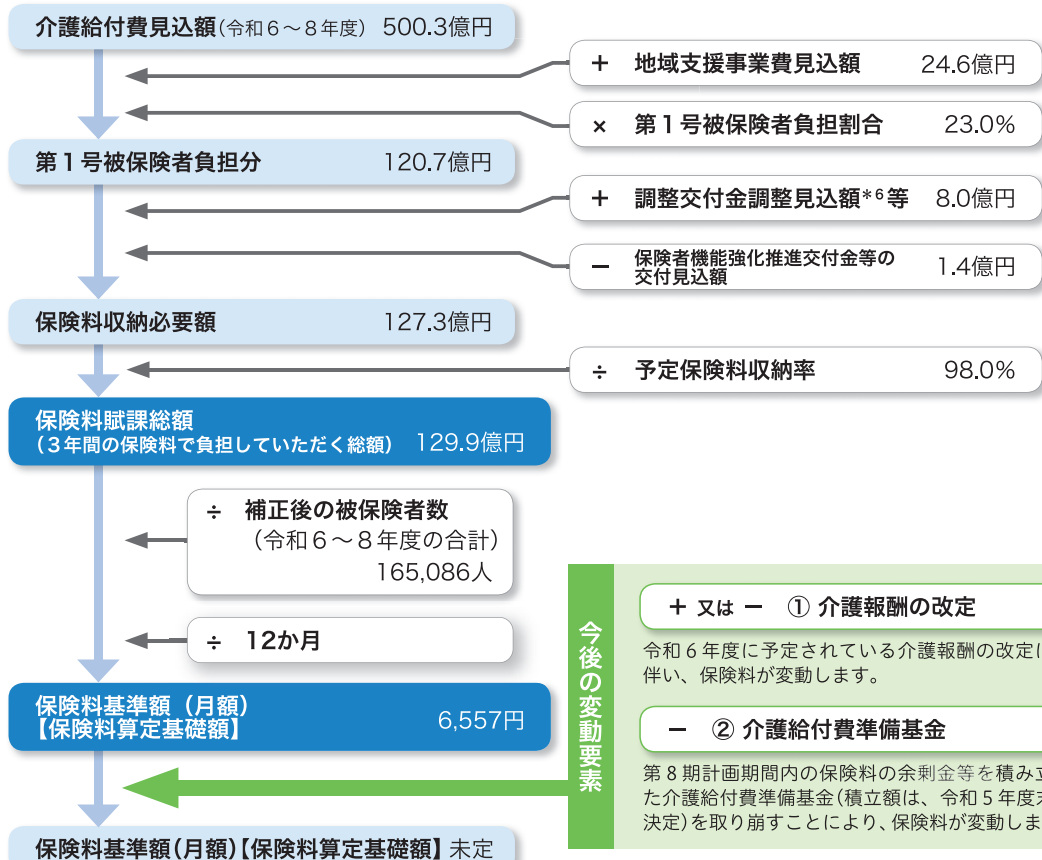 介護給付費見込額(令和6～8年度) 500.3億円
＋ 地域支援事業費見込額 24.6億円
× 第1号被保険者負担割合 23.0%
第1号被保険者負担分 120.7億円
＋ 調整交付金調整見込額*6等 8.0億円
－ 保険者機能強化推進交付金等の
交付見込額 1.4億円
保険料収納必要額 127.3億円
÷ 予定保険料収納率 98.0%
保険料賦課総額
(3年間の保険料で負担していただく総額) 129.9億円
÷ 補正後の被保険者数
(令和6～8年度の合計)
165,086人
÷ 12か月
保険料基準額(月額)
【保険料算定基礎額】 6,557円
今後の変動要素
＋ 又は － ① 介護報酬の改定
令和6年度に予定されている介護報酬の改定に
伴い、保険料が変動します。
－ ② 介護給付費準備基金
第8期計画期間内の保険料の余剰金等を積み立
た介護給付費準備基金(積立額は、令和5年度末
決定)を取り崩すことにより、保険料が変動しま
保険料基準額(月額)【保険料算定基礎額】未定